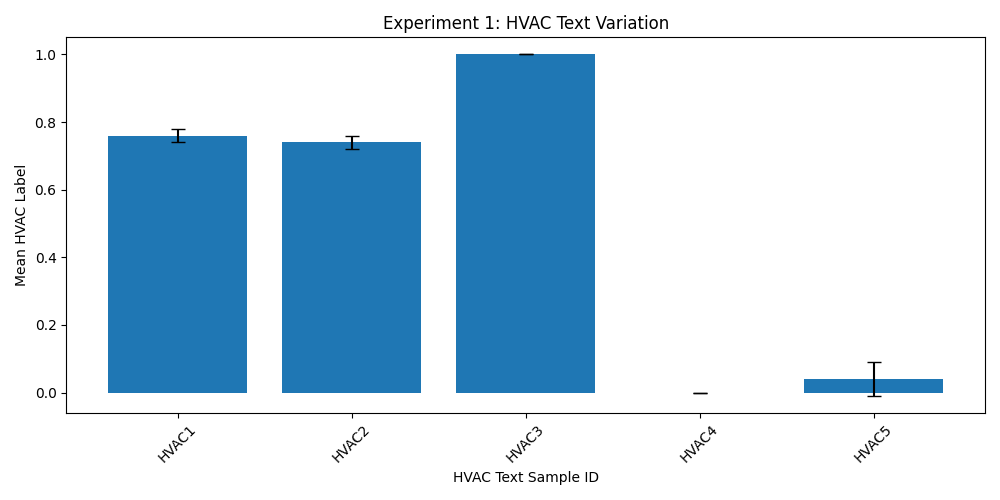 Experiment 1: HVAC Text Variation
Mean HVAC Label
1.0
0.8
0.6
0.4
0.2
0.0
HVAC1
HVAC2
HVAC3
HVAC4
HVAC5
HVAC Text Sample ID